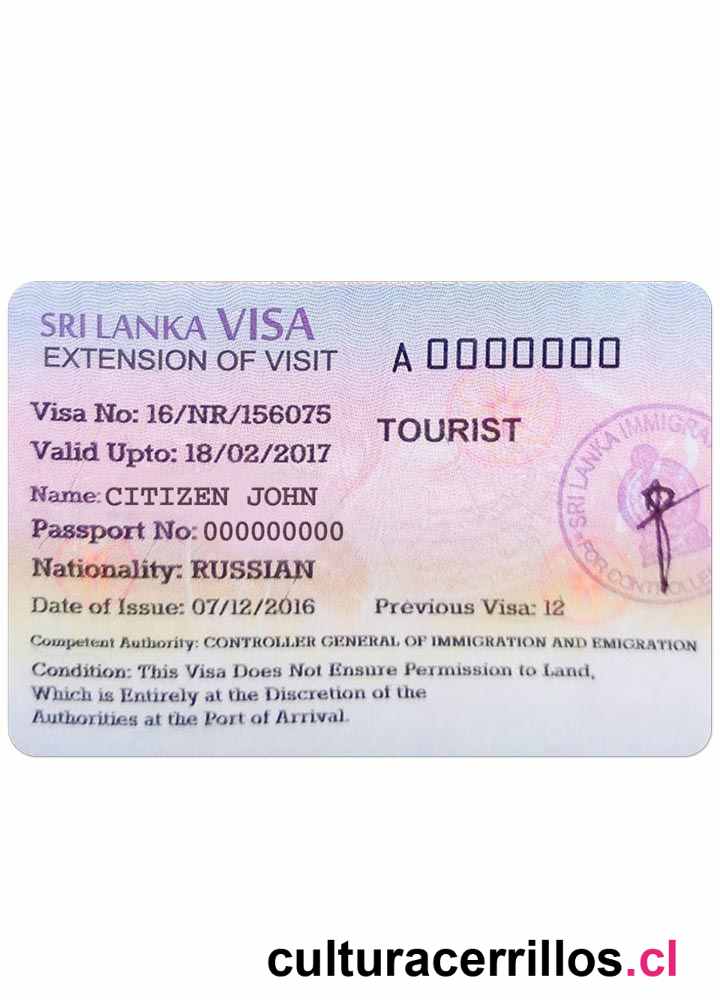 SRI LANKA VISA
EXTENSION OF VISIT
A 0000000
Visa No: 16/NR/156075
TOURIST
Valid Upto: 18/02/2017
Name: CITIZEN JOHN
Passport No: 000000000
Nationality: RUSSIAN
Date of Issue: 07/12/2016
Previous Visa: 12
Competent Authority: CONTROLLER GENERAL OF IMMIGRATION AND EMIGRATION
Condition: This Visa Does Not Ensure Permission to Land,
Which is Entirely at the Discretion of the
Authorities at the Port of Arrival.
SRI LANKA IMMIGRA
FOR CONTROLLE
culturacerrillos.cl